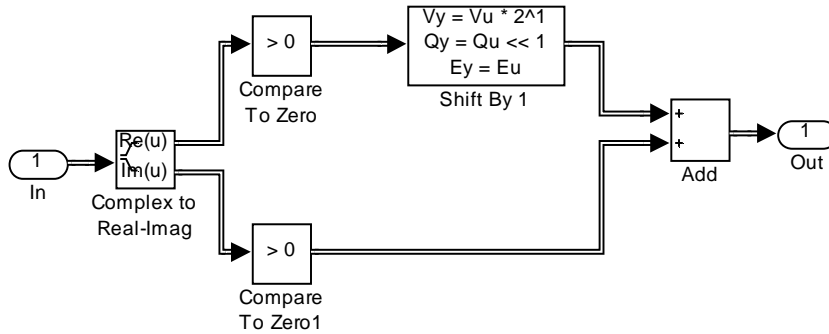 Vy = Vu * 2^1
Qy = Qu << 1
Ey = Eu
Shift By 1
> 0
Compare
To Zero
1
In
Re(u)
Im(u)
Complex to
Real-Imag
> 0
Compare
To Zero1
+
+
Add
1
Out